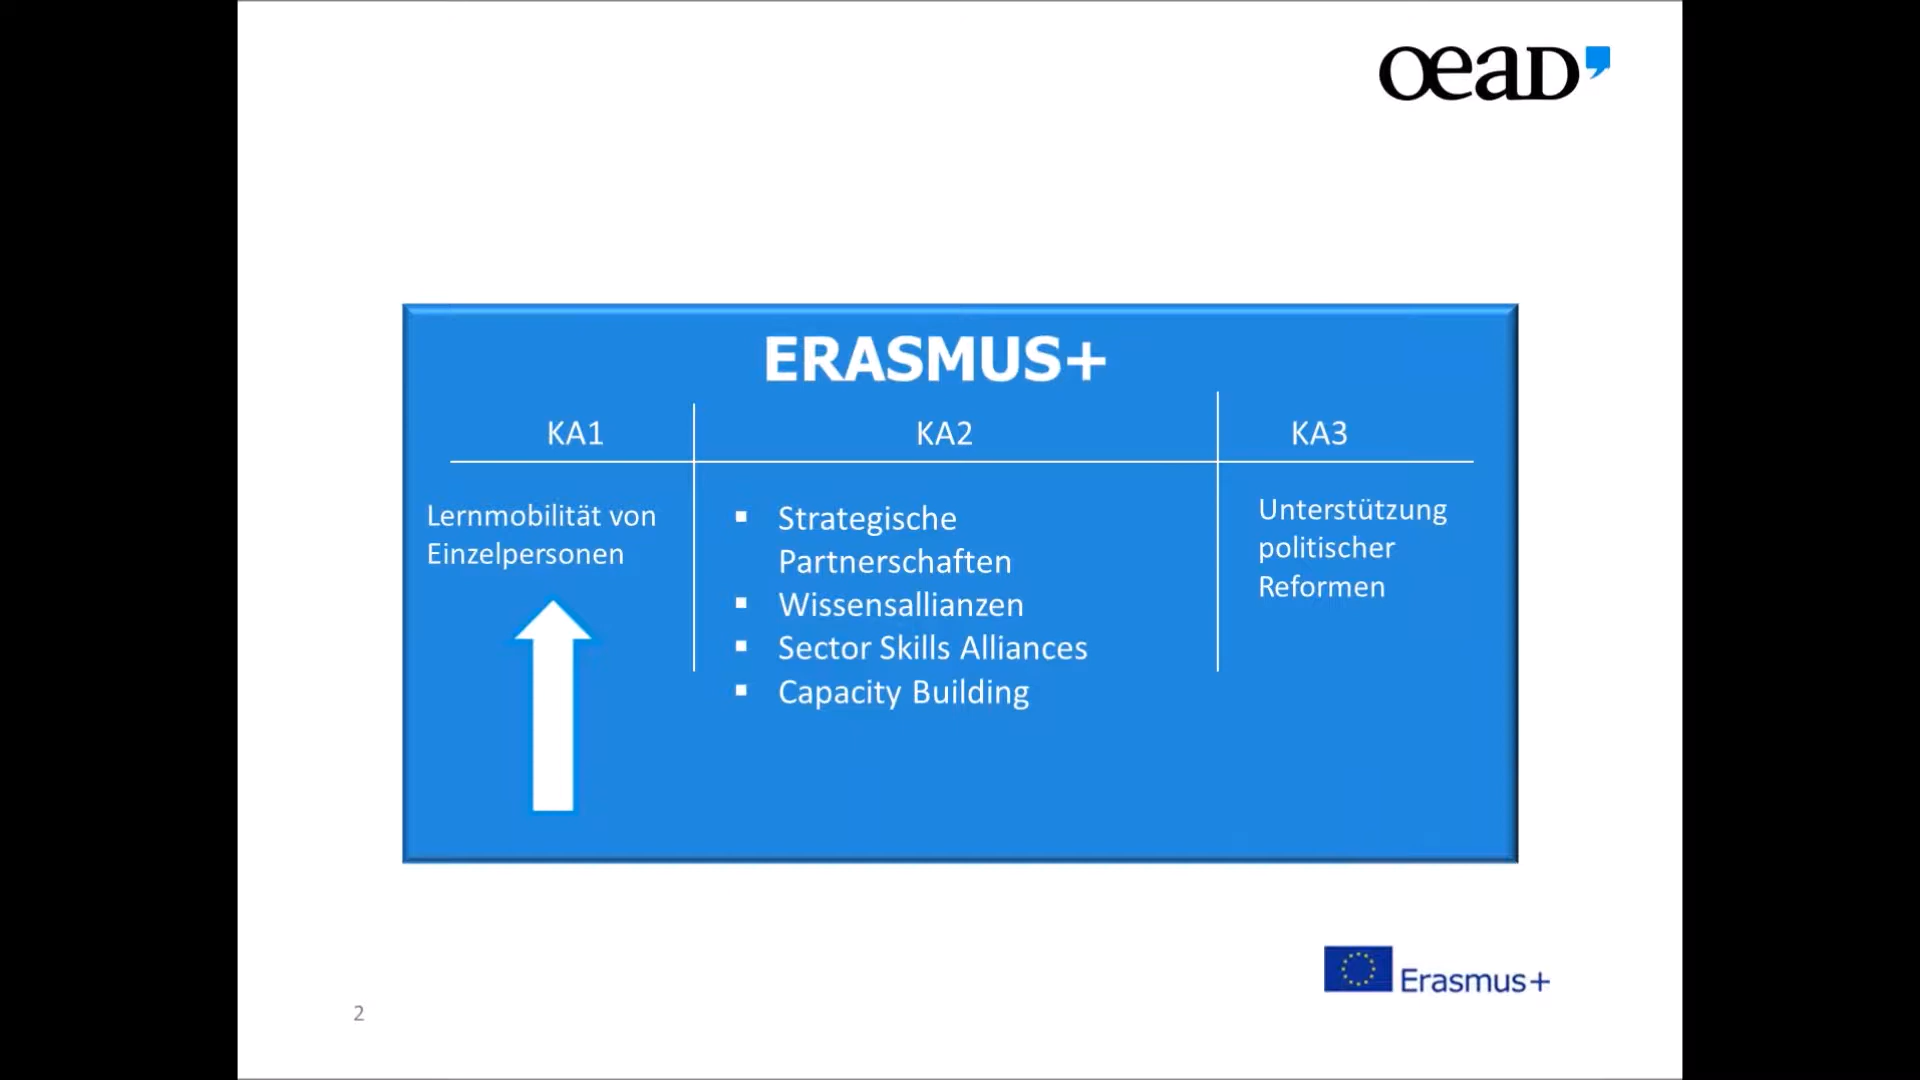 OeAD
ERASMUS+
KA1
KA2
KA3
Lernmobilität von
Einzelpersonen
Strategische
Partnerschaften
Wissensallianzen
Sector Skills Alliances
Capacity Building
Unterstützung
politischer
Reformen
Erasmus+
2